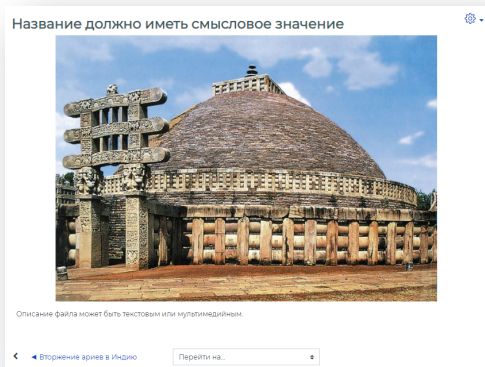 Название должно иметь смысловое значение
Описание файла может быть текстовым или мультимедийным.
◄ Вторжение ариев в Индию
Перейти на...